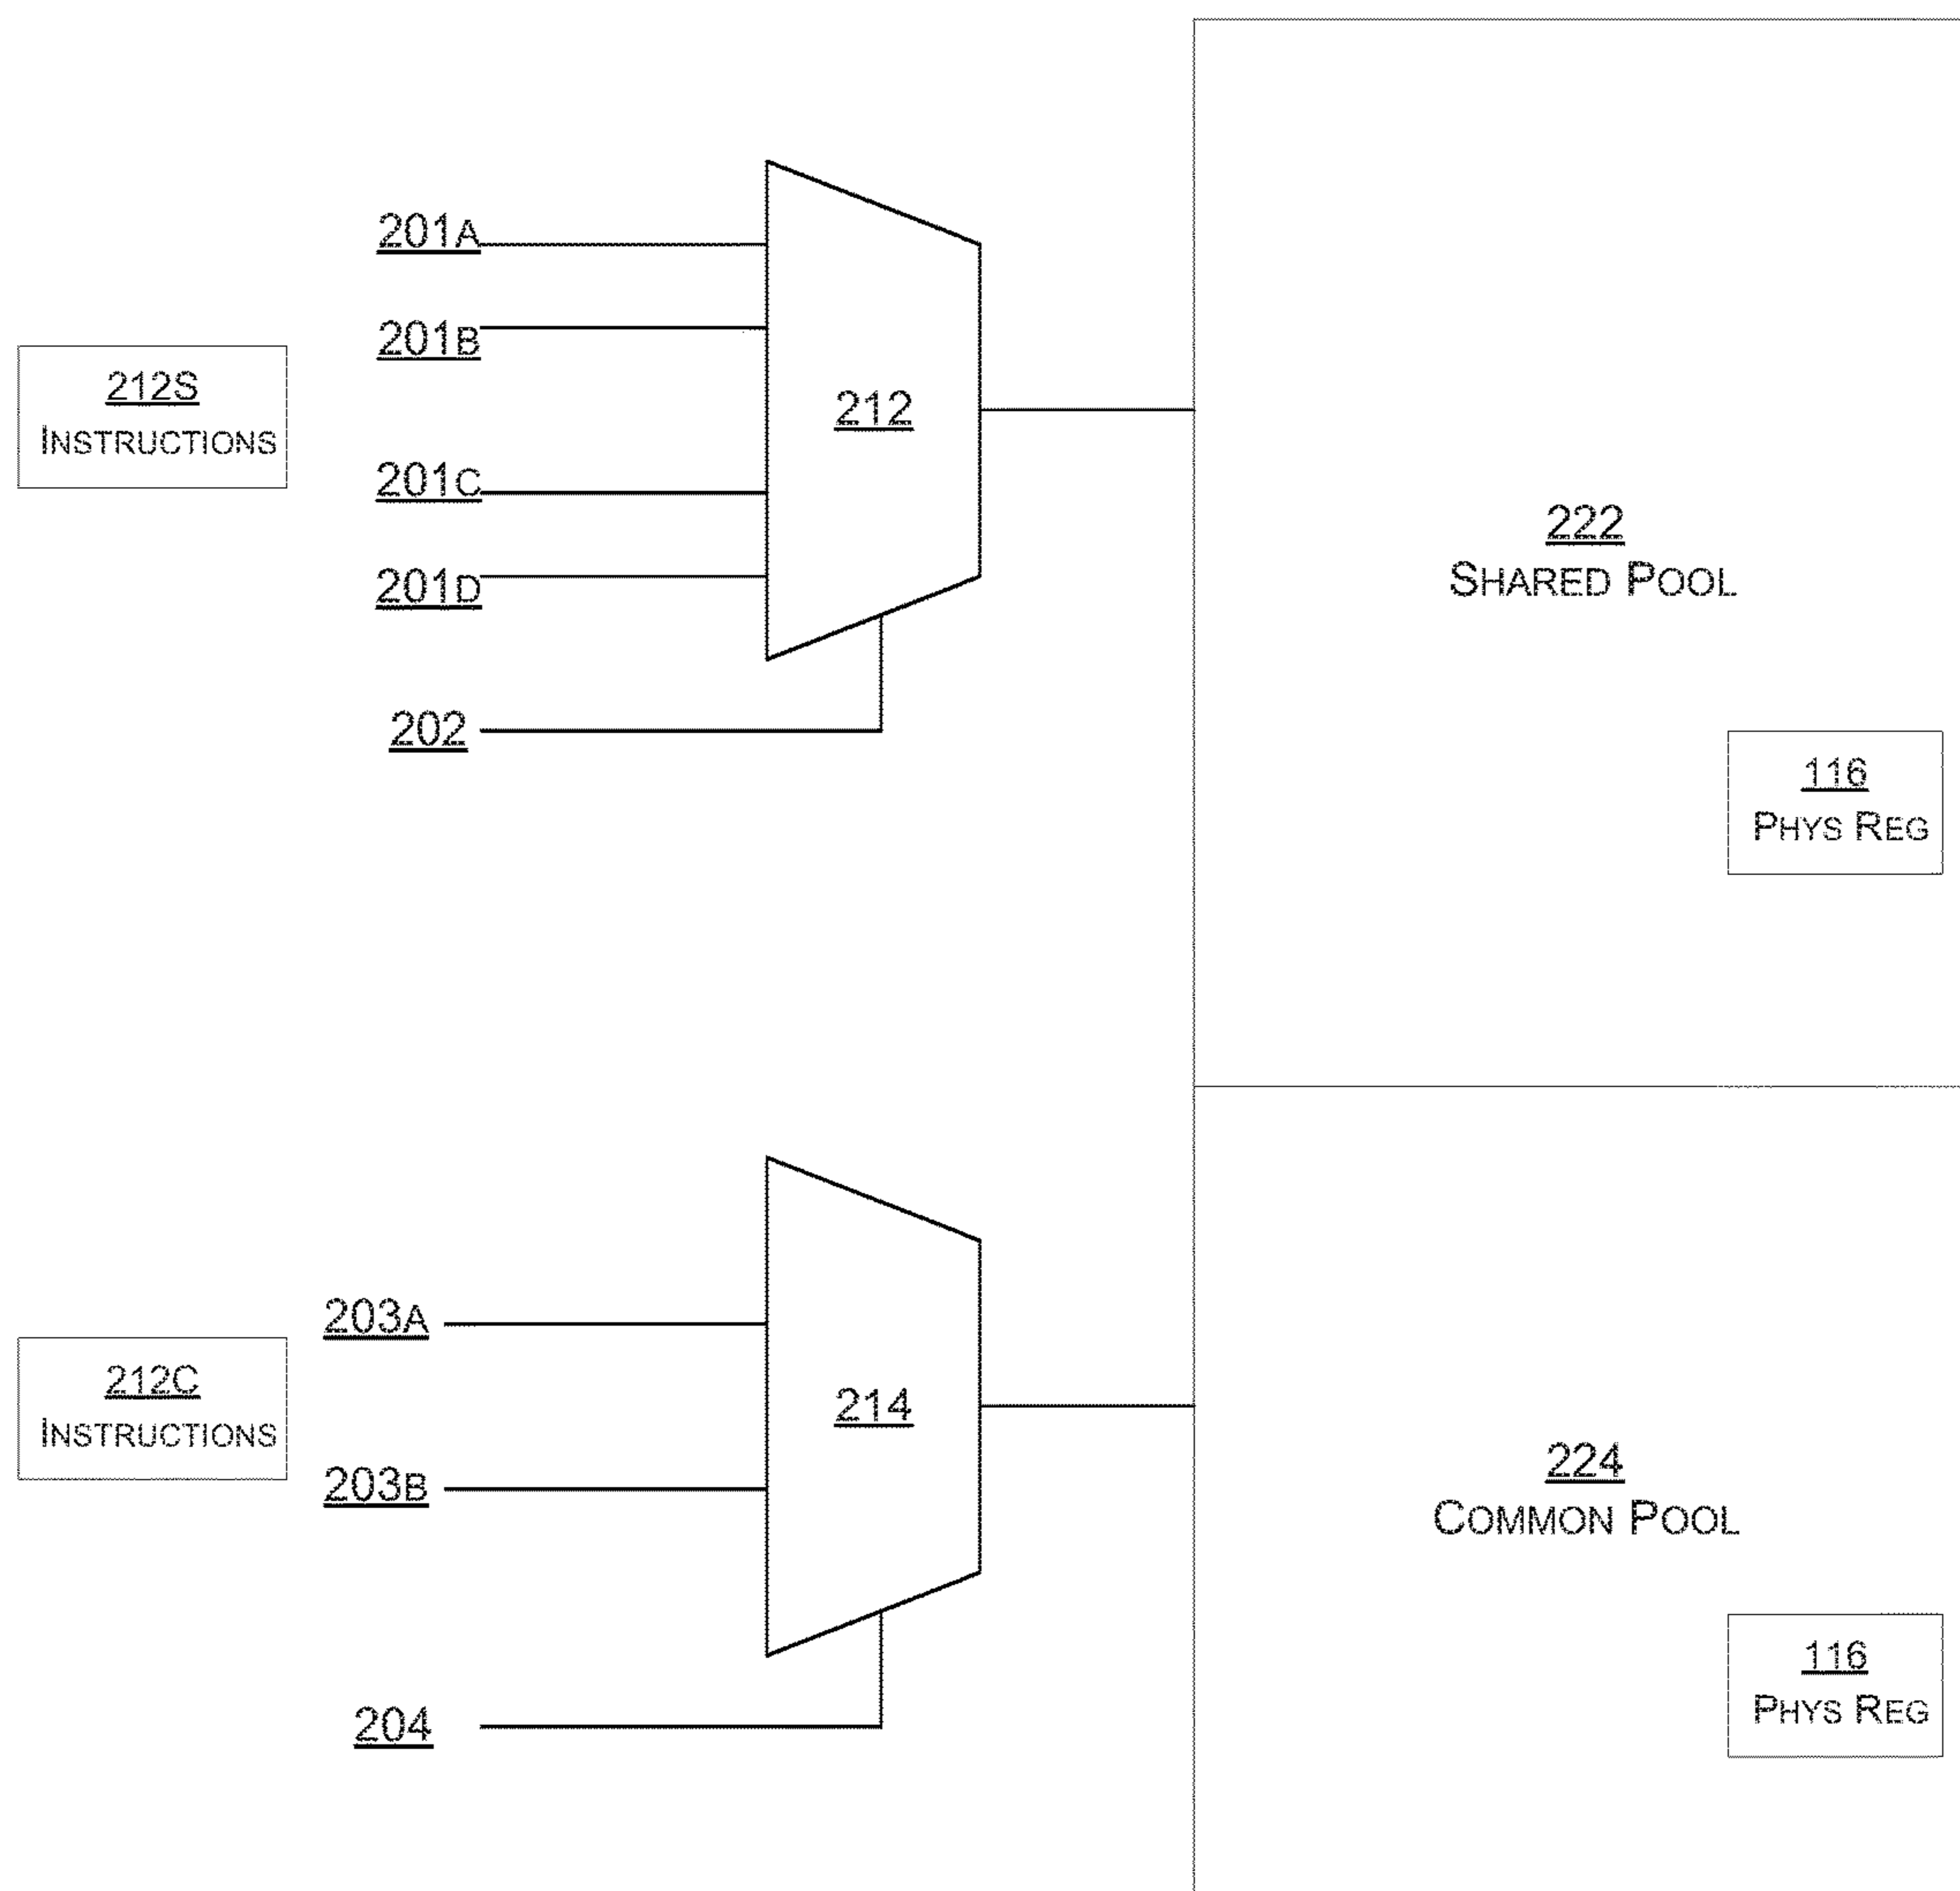 201A
201B
212S
INSTRUCTIONS
212
201C
201D
222
SHARED POOL
202
116
PHYS REG
203A
212C
INSTRUCTIONS
214
203B
224
COMMON POOL
204
116
PHYS REG